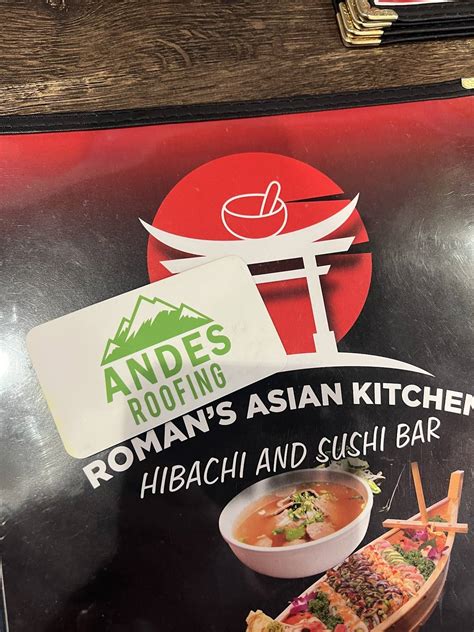 ANDES
ROOFING
ROMAN'S ASIAN KITCHEN
HIBACHI AND SUSHI BAR